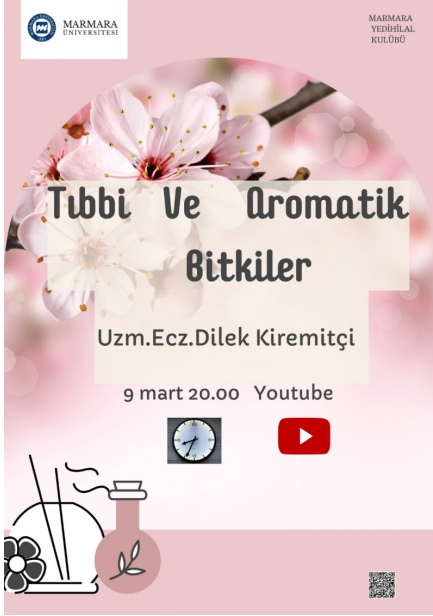 MARMARA
ÜNİVERSİTESİ
MARMARA
YEDİHİLAL
KULÜBÜ
Tıbbi Ve Aromatik
Bitkiler
Uzm.Ecz.Dilek Kiremitçi
9 mart 20.00 Youtube